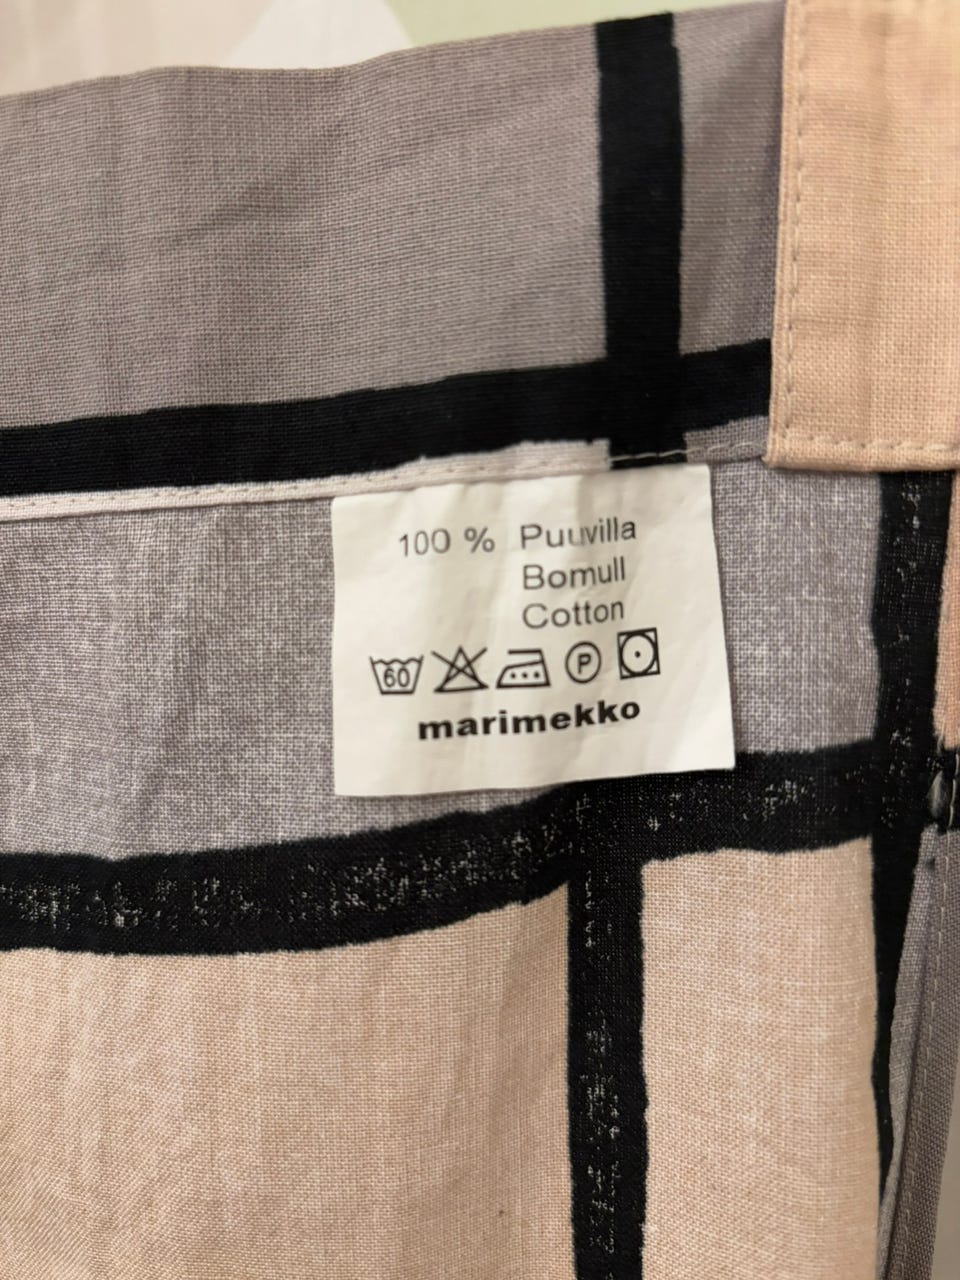 100 % Puuvilla
Bomull
Cotton
60 P
marimekko